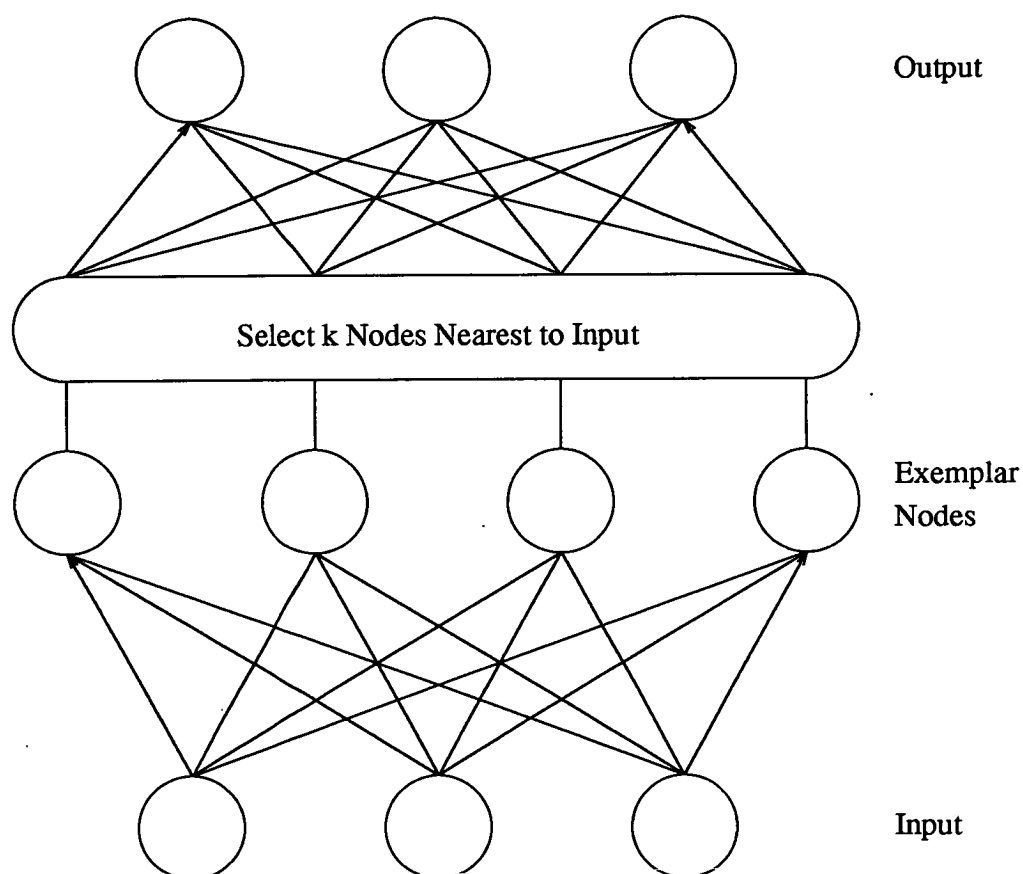 Output
Select k Nodes Nearest to Input
Exemplar
Nodes
Input